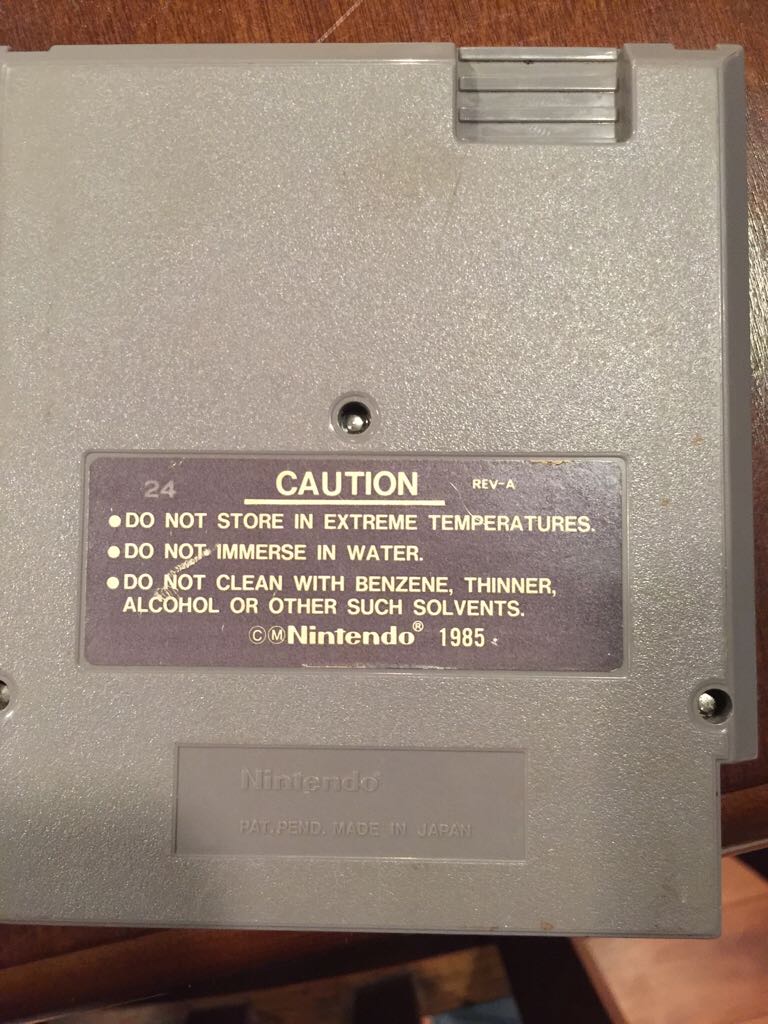 24 CAUTION REV-A
● DO NOT STORE IN EXTREME TEMPERATURES.
● DO NOT IMMERSE IN WATER.
● DO NOT CLEAN WITH BENZENE, THINNER,
ALCOHOL OR OTHER SUCH SOLVENTS.
©Ⓜ Nintendo® 1985
Nintendo®
PAT. PEND. MADE IN JAPAN